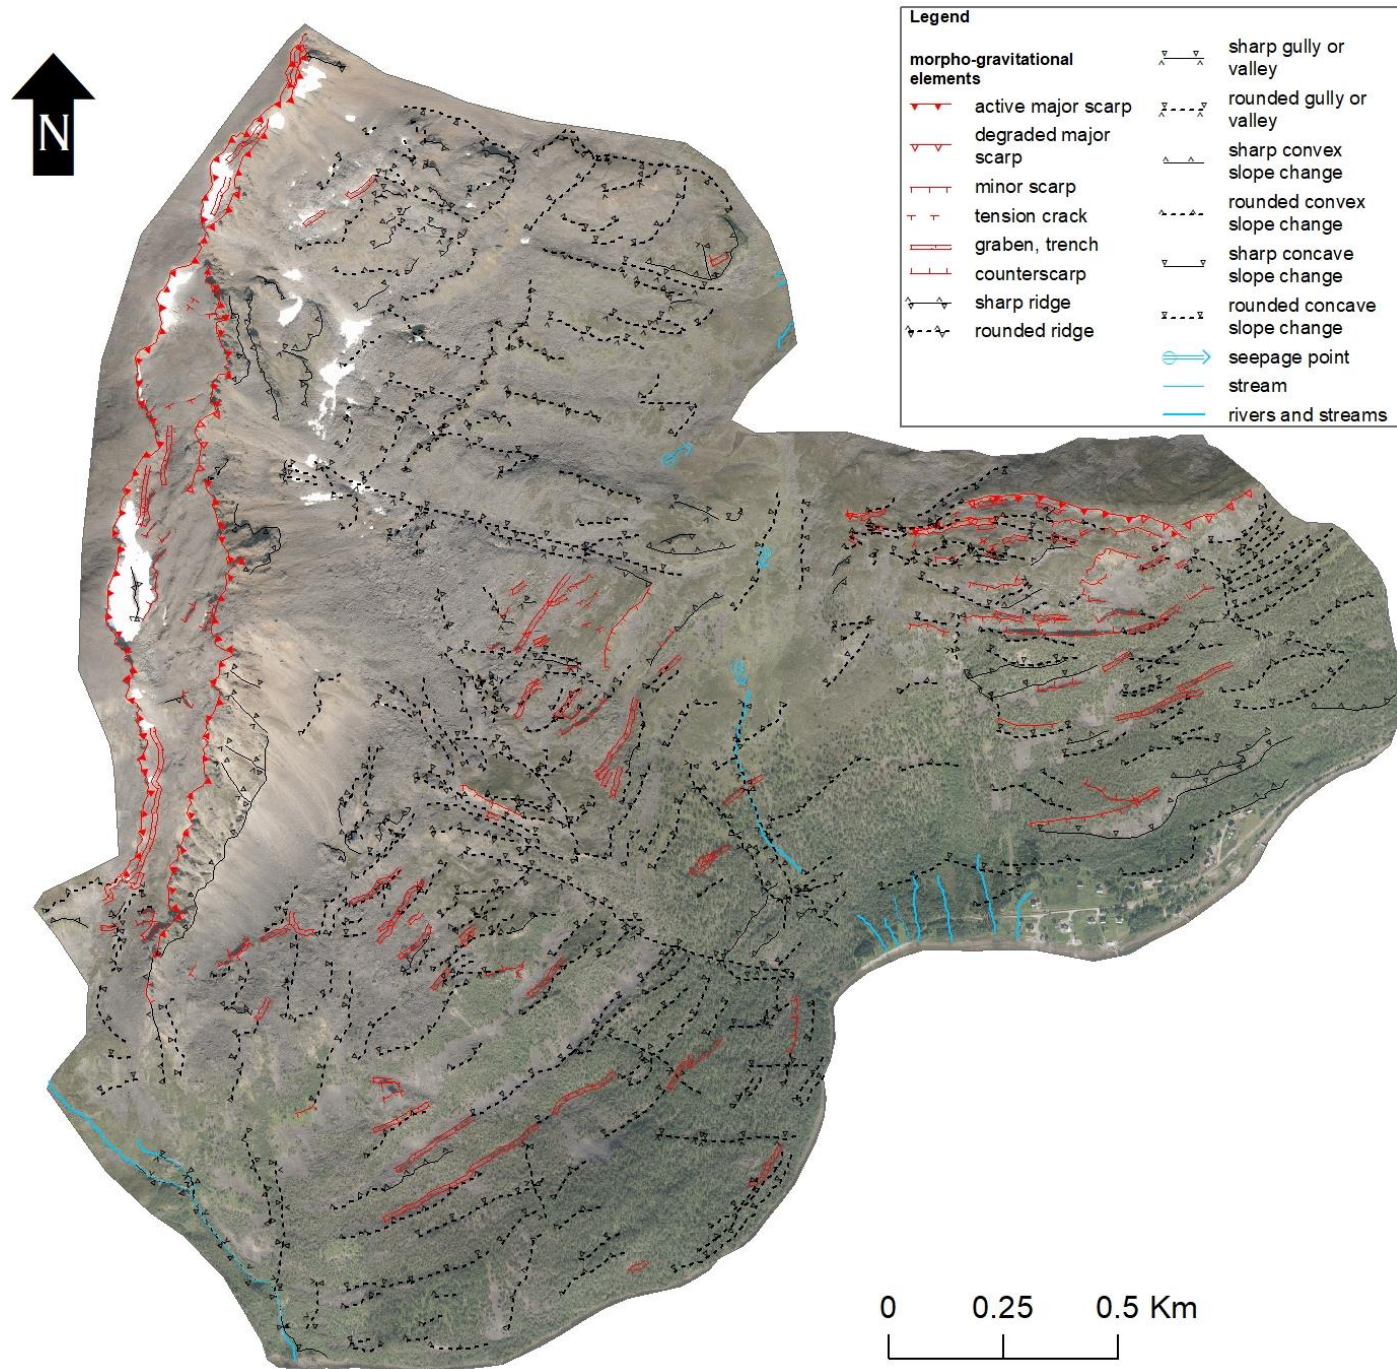 N
Legend
morpho-gravitational
elements
active major scarp
degraded major
scarp
minor scarp
tension crack
graben, trench
counterscarp
sharp ridge
rounded ridge
sharp gully or
valley
rounded gully or
valley
sharp convex
slope change
rounded convex
slope change
sharp concave
slope change
rounded concave
slope change
seepage point
stream
rivers and streams
0 0.25 0.5 Km